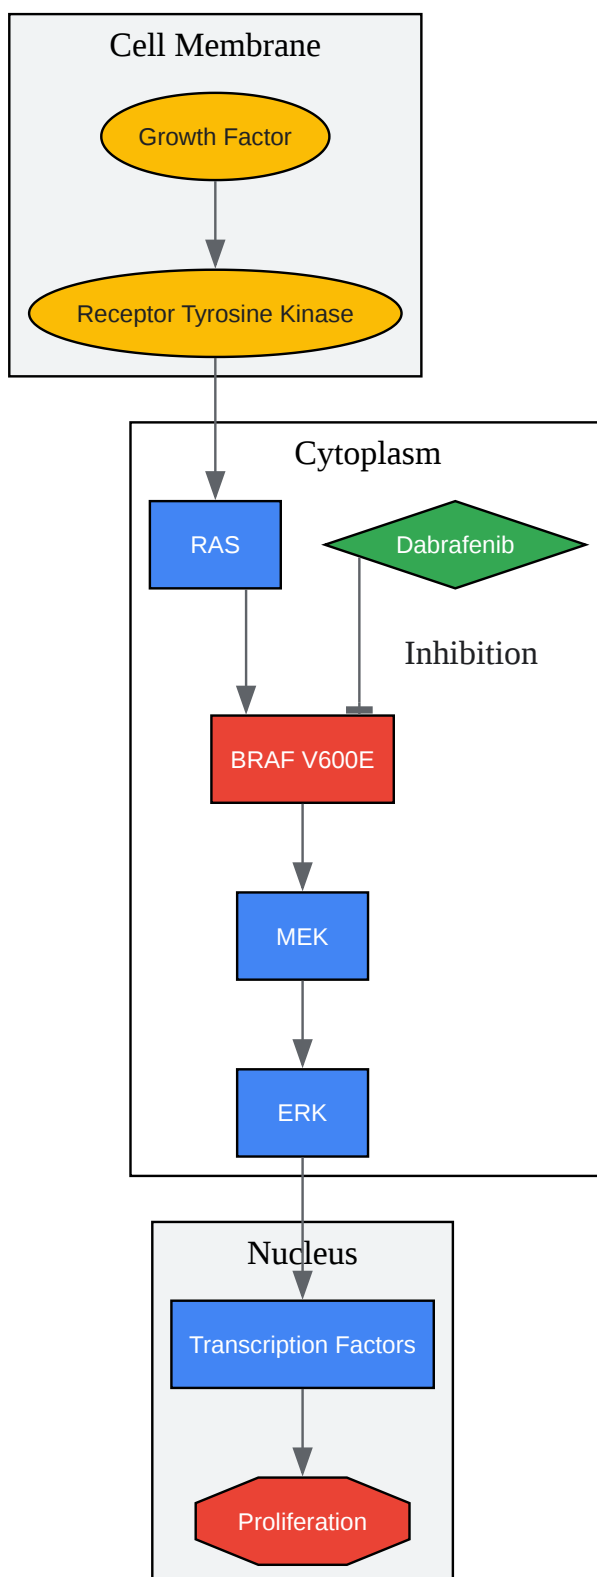 Cell Membrane
Growth Factor
Receptor Tyrosine Kinase
Cytoplasm
RAS
Dabrafenib
Inhibition
BRAF V600E
MEK
ERK
Nucleus
Transcription Factors
Proliferation